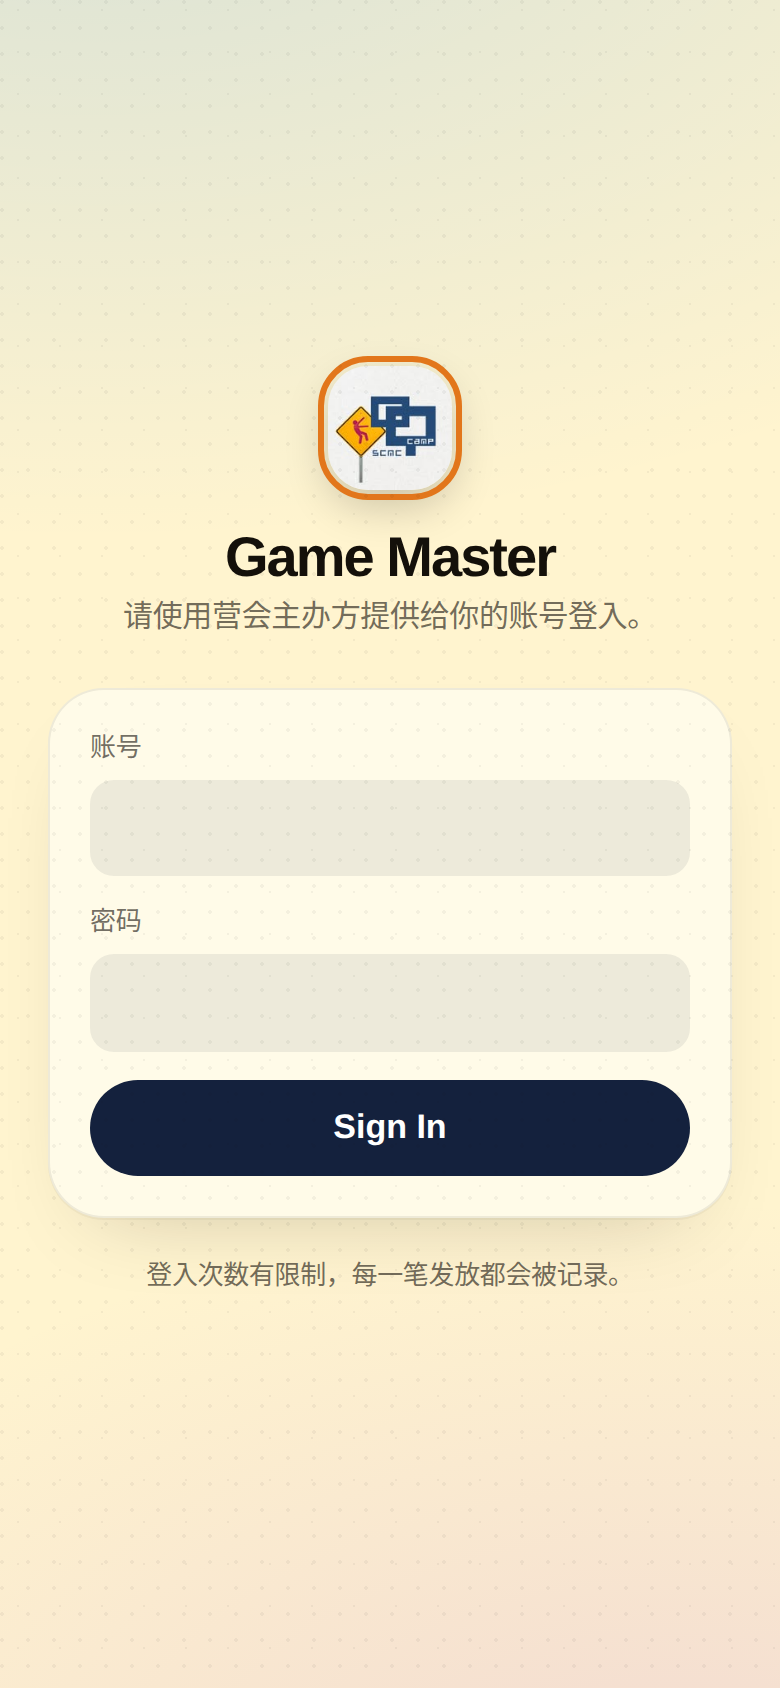 CAMP
SCMC
Game Master
请使用营会主办方提供给你的账号登入。
账号
密码
Sign In
登入次数有限制，每一笔发放都会被记录。